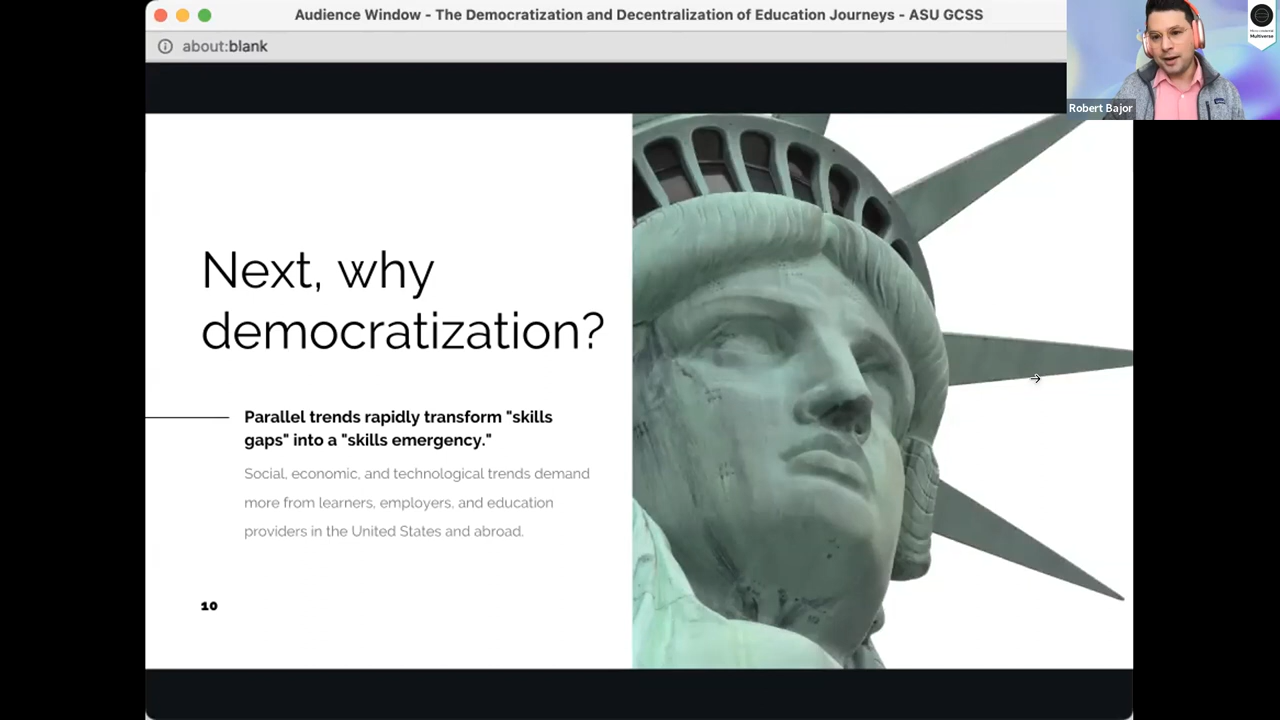 Audience Window - The Democratization and Decentralization of Education Journeys - ASU GCSS
about:blank
Robert Bajor
Multiverse
Next, why
democratization?
Parallel trends rapidly transform "skills
gaps" into a "skills emergency."
Social, economic, and technological trends demand
more from learners, employers, and education
providers in the United States and abroad.
10